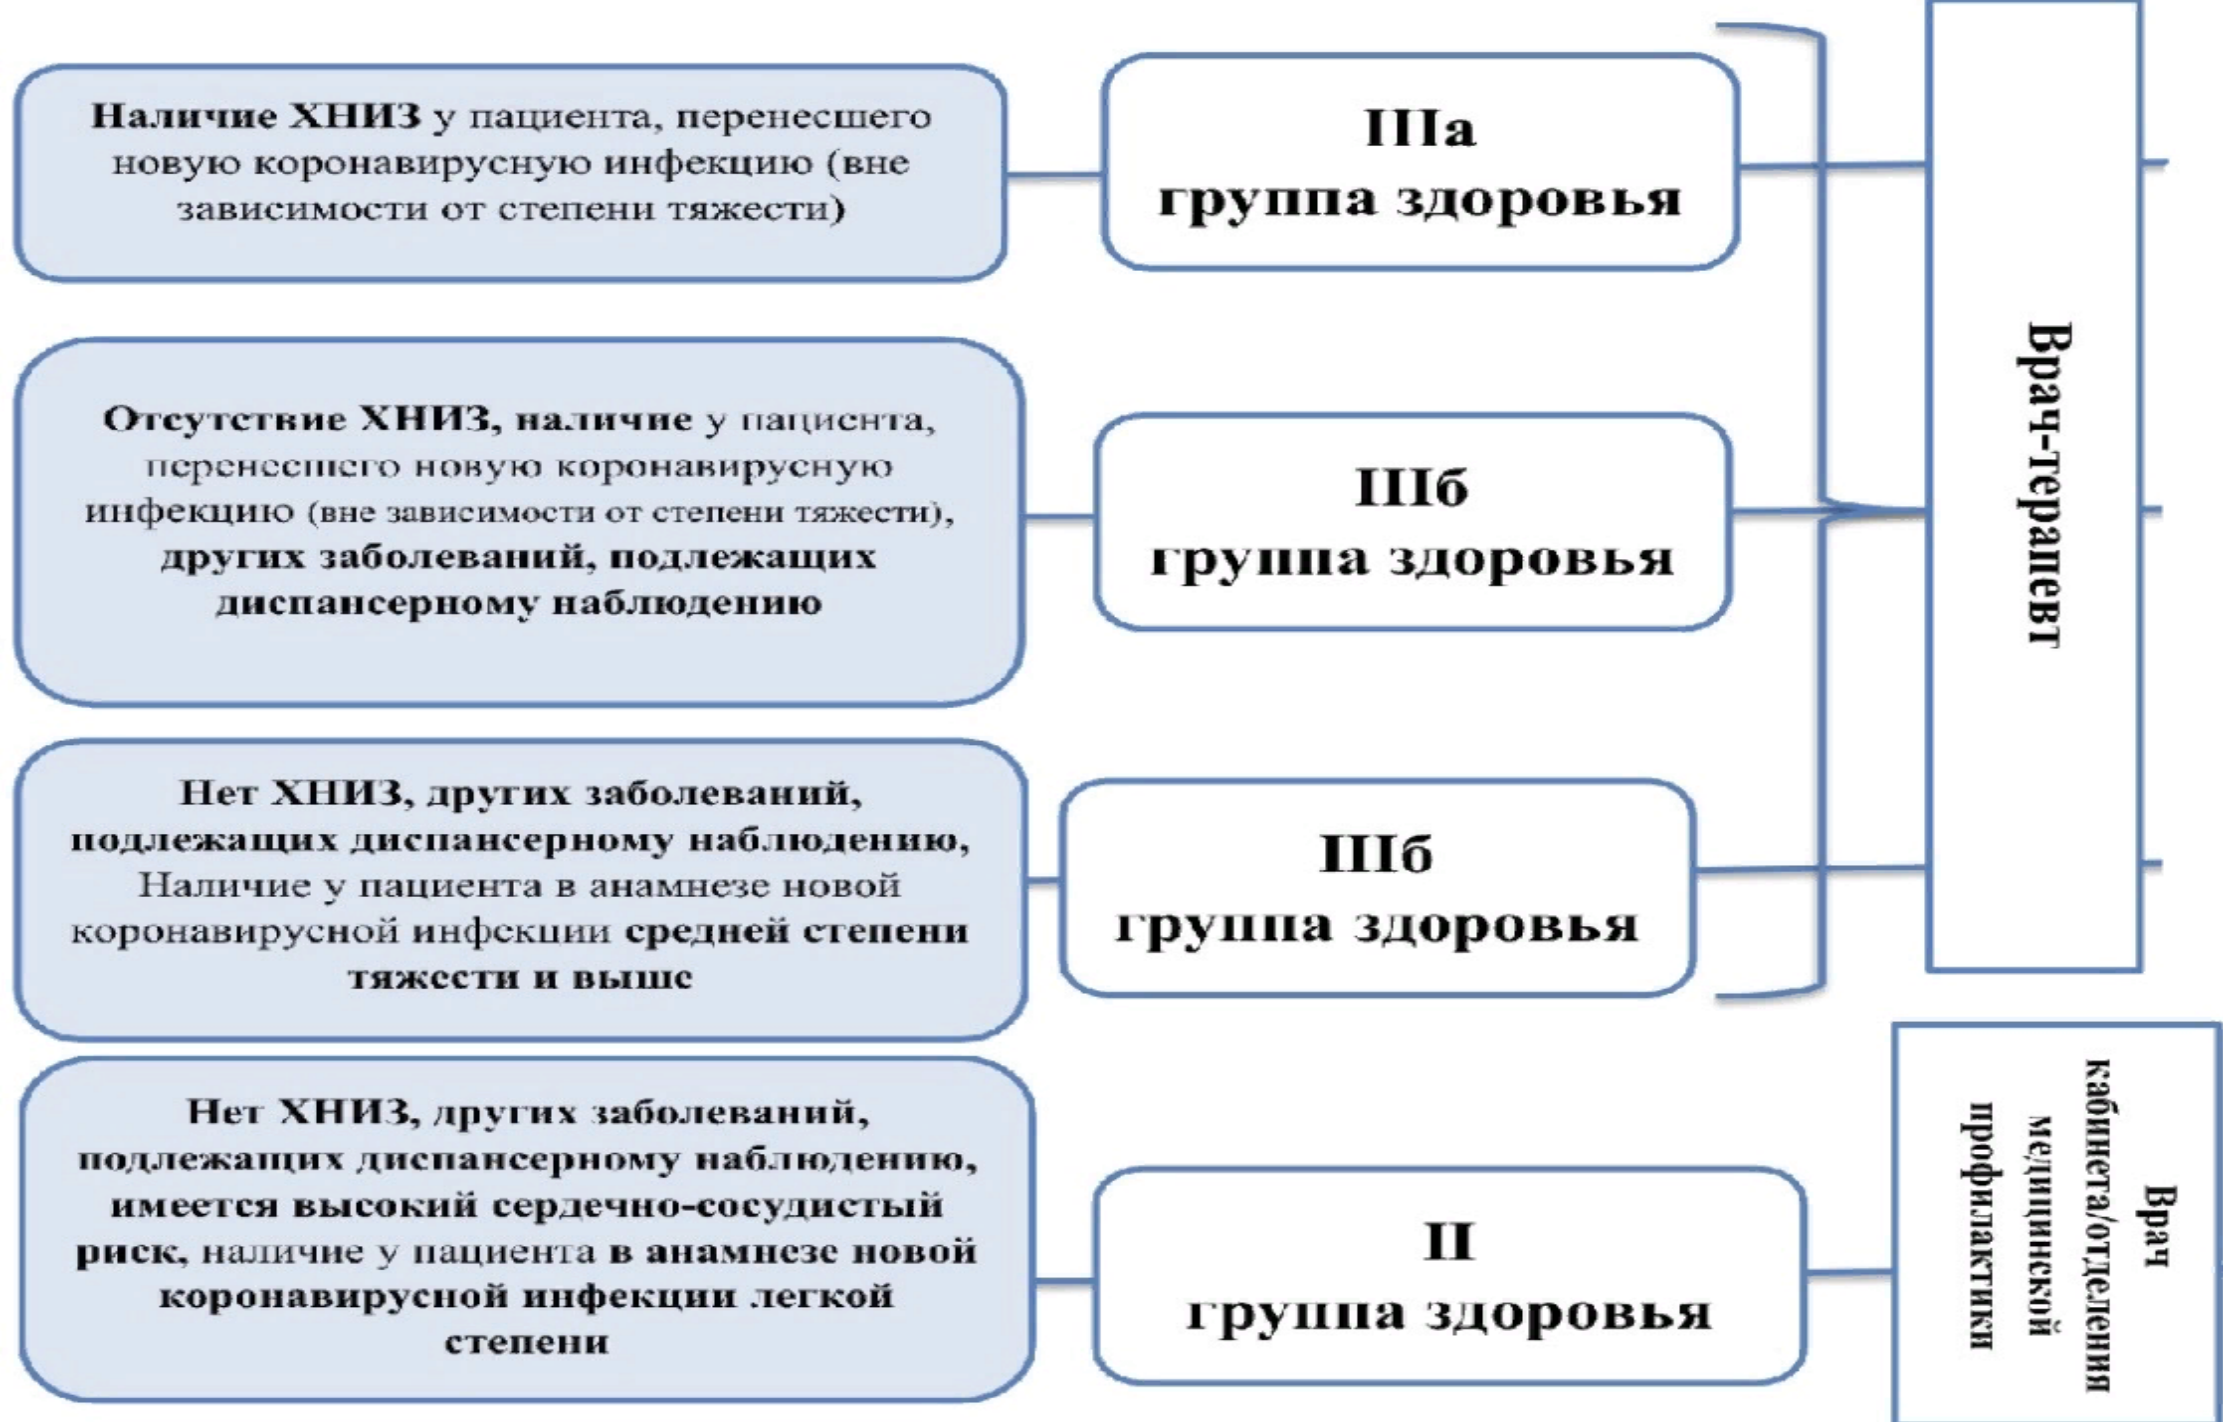 Наличие ХНИЗ у пациента, перенесшего
новую коронавирусную инфекцию (вне
зависимости от степени тяжести)
IIIа
группа здоровья
Отсутствие ХНИЗ, наличие у пациента,
перенесшего новую коронавирусную
инфекцию (вне зависимости от степени тяжести),
других заболеваний, подлежащих
диспансерному наблюдению
IIIб
группа здоровья
Нет ХНИЗ, других заболеваний,
подлежащих диспансерному наблюдению,
Наличие у пациента в анамнезе новой
коронавирусной инфекции средней степени
тяжести и выше
IIIб
группа здоровья
Врач-терапевт
Нет ХНИЗ, других заболеваний,
подлежащих диспансерному наблюдению,
имеется высокий сердечно-сосудистый
риск, наличие у пациента в анамнезе новой
коронавирусной инфекции легкой
степени
II
группа здоровья
Врач
кабинета/отделения
медицинской
профилактики